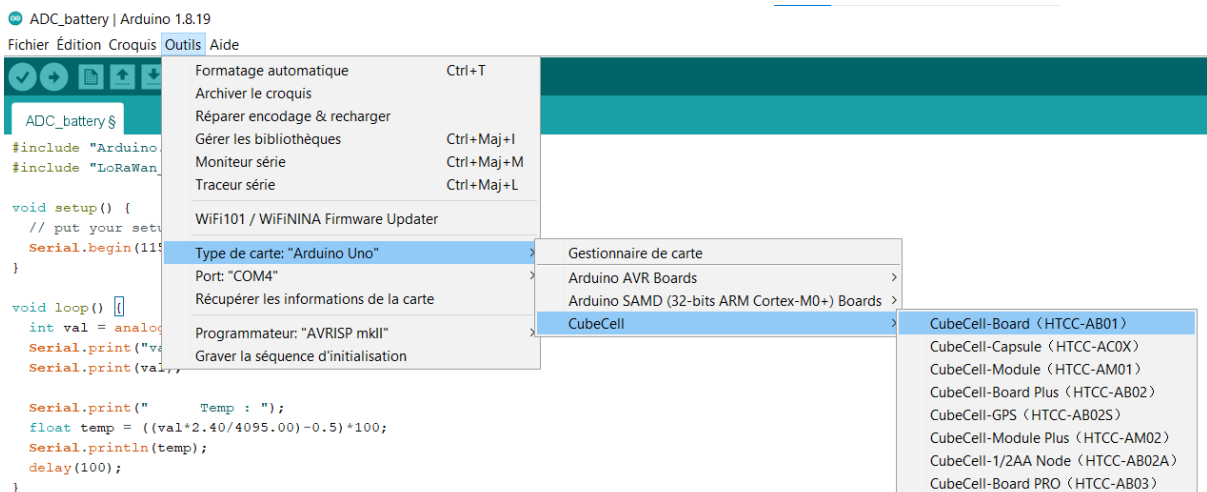 ADC_battery | Arduino 1.8.19
Fichier Édition Croquis Outils Aide
ADC_battery §
Formatage automatique Ctrl+T
Archiver le croquis
Réparer encodage & recharger
Gérer les bibliothèques Ctrl+Maj+I
Moniteur série Ctrl+Maj+M
Traceur série Ctrl+Maj+L
WiFi101 / WiFiNINA Firmware Updater
Type de carte: "Arduino Uno"
Port: "COM4"
Récupérer les informations de la carte
Programmateur: "AVRISP mkII"
Graver la séquence d'initialisation
Gestionnaire de carte
Arduino AVR Boards
Arduino SAMD (32-bits ARM Cortex-M0+) Boards
CubeCell
CubeCell-Board（HTCC-AB01）
CubeCell-Capsule（HTCC-AC0X）
CubeCell-Module（HTCC-AM01）
CubeCell-Board Plus（HTCC-AB02）
CubeCell-GPS（HTCC-AB02S）
CubeCell-Module Plus（HTCC-AM02）
CubeCell-1/2AA Node（HTCC-AB02A）
CubeCell-Board PRO（HTCC-AB03）
#include "Arduino.
#include "LoRaWan_
void setup() {
// put your setu
Serial.begin(115
}
void loop() {
int val = analog
Serial.print("va
Serial.print(val);
Serial.print("      Temp : ");
float temp = ((val*2.40/4095.00)-0.5)*100;
Serial.println(temp);
delay(100);
}